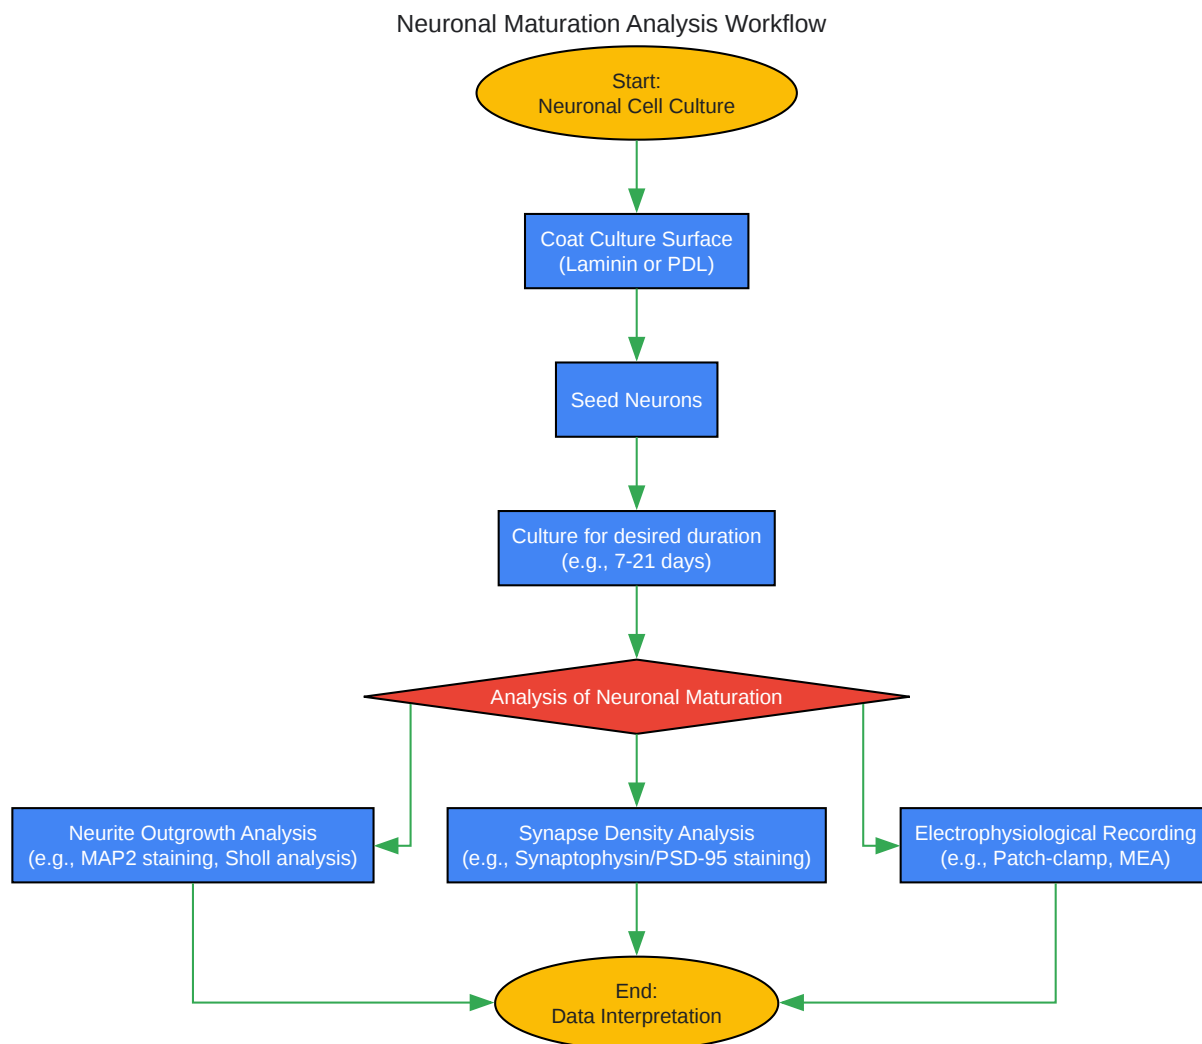 Neuronal Maturation Analysis Workflow
Start:
Neuronal Cell Culture
Coat Culture Surface
(Laminin or PDL)
Seed Neurons
Culture for desired duration
(e.g., 7-21 days)
Analysis of Neuronal Maturation
Neurite Outgrowth Analysis
(e.g., MAP2 staining, Sholl analysis)
Synapse Density Analysis
(e.g., Synaptophysin/PSD-95 staining)
Electrophysiological Recording
(e.g., Patch-clamp, MEA)
End:
Data Interpretation